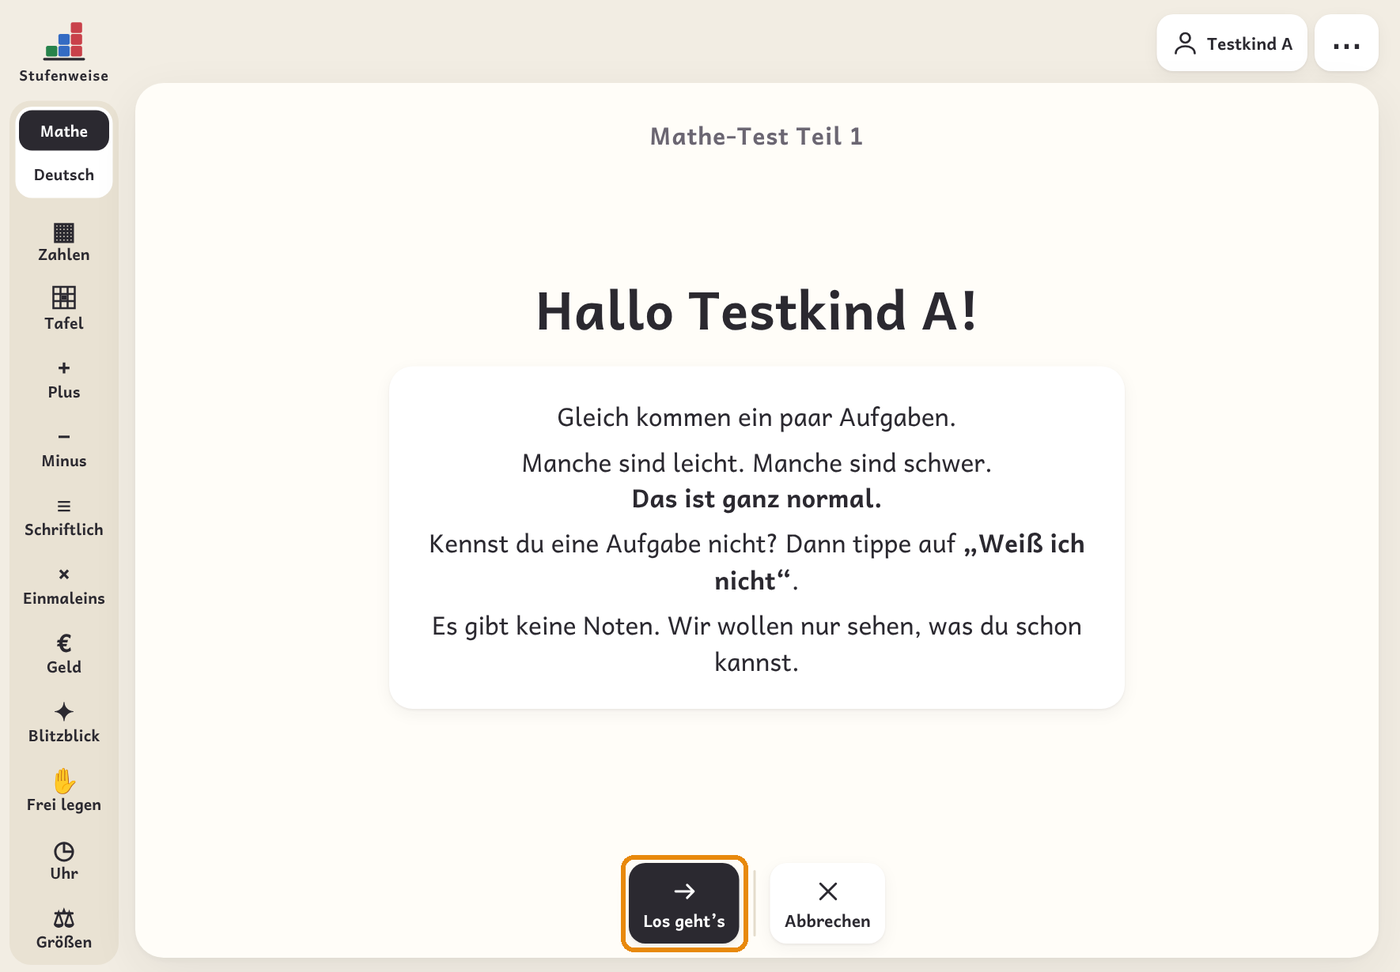 Stufenweise
Testkind A
...
Mathe
Deutsch
Zahlen
Tafel
+
Plus
−
Minus
Schriftlich
×
Einmaleins
€
Geld
Blitzblick
Frei legen
Uhr
Größen
Mathe-Test Teil 1
Hallo Testkind A!
Gleich kommen ein paar Aufgaben.
Manche sind leicht. Manche sind schwer.
Das ist ganz normal.
Kennst du eine Aufgabe nicht? Dann tippe auf „Weiß ich
nicht“.
Es gibt keine Noten. Wir wollen nur sehen, was du schon
kannst.
Los geht’s
Abbrechen